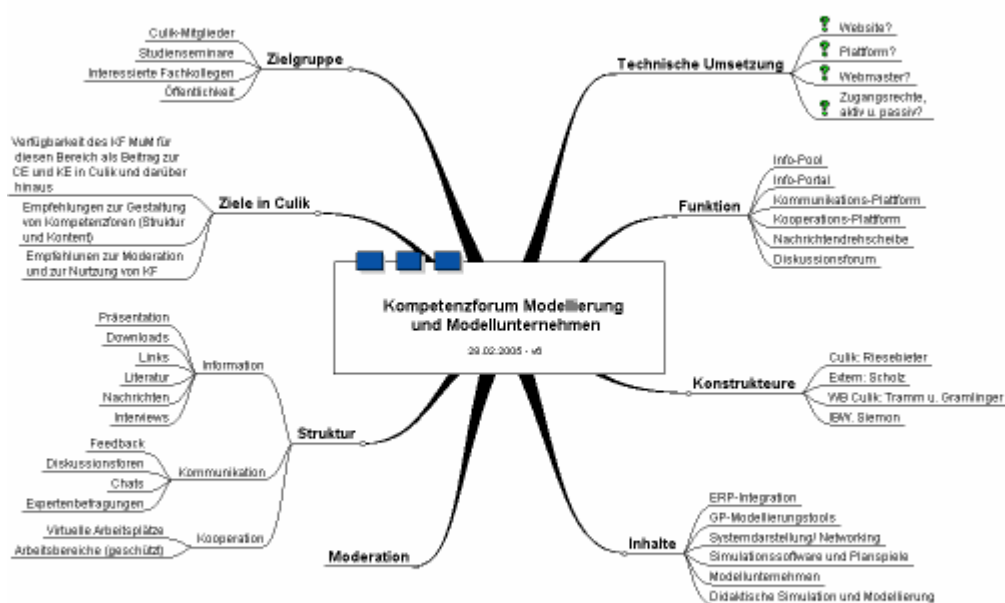 Kompetenzforum Modellierung
und Modellunternehmen
29.02.2005 - v6
Zielgruppe
Culik-Mitglieder
Studienseminare
Interessierte Fachkollegen
Öffentlichkeit
Ziele in Culik
Verfügbarkeit des KF MuM für
diesen Bereich als Beitrag zur
CE und KE in Culik und darüber
hinaus
Empfehlungen zur Gestaltung
von Kompetenzforen (Struktur
und Kontent)
Empfehlunen zur Moderation
und zur Nurtzung von KF
Struktur
Information
Präsentation
Downloads
Links
Literatur
Nachrichten
Interviews
Kommunikation
Feedback
Diskussionsforen
Chats
Expertenbefragungen
Kooperation
Virtuelle Arbeitsplätze
Arbeitsbereiche (geschützt)
Moderation
Technische Umsetzung
Website?
Plattform?
Webmaster?
Zugangsrechte,
aktiv u. passiv?
Funktion
Info-Pool
Info-Portal
Kommunikations-Plattform
Kooperations-Plattform
Nachrichtendrehscheibe
Diskussionsforum
Konstrukteure
Culik: Riesebieter
Extern: Scholz
WB Culik: Tramm u. Gramlinger
IBW: Siemon
Inhalte
ERP-Integration
GP-Modellierungstools
Systemdarstellung/ Networking
Simulationssoftware und Planspiele
Modellunternehmen
Didaktische Simulation und Modellierung